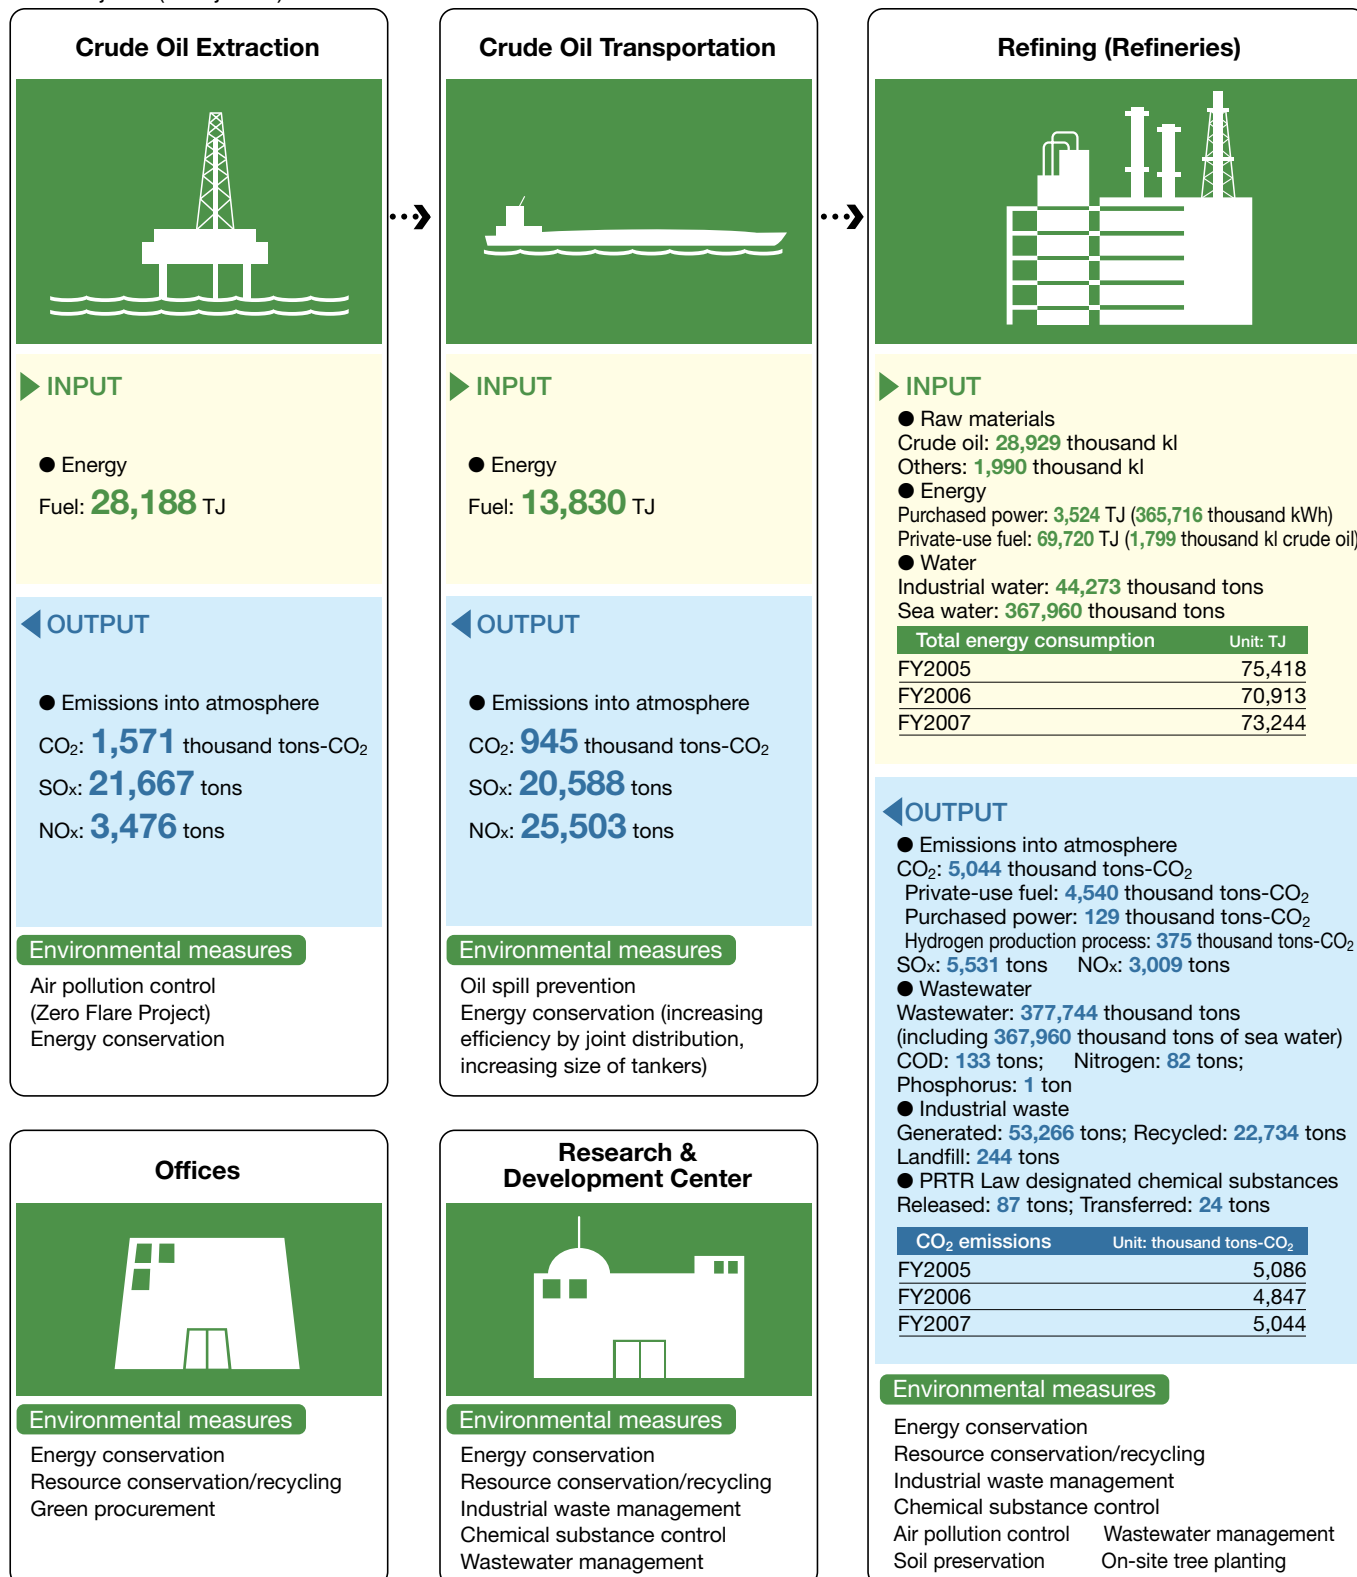 Crude Oil Extraction
INPUT
● Energy
Fuel: 28,188 TJ
OUTPUT
● Emissions into atmosphere
CO₂: 1,571 thousand tons-CO₂
SOx: 21,667 tons
NOx: 3,476 tons
Environmental measures
Air pollution control
(Zero Flare Project)
Energy conservation
Crude Oil Transportation
INPUT
● Energy
Fuel: 13,830 TJ
OUTPUT
● Emissions into atmosphere
CO₂: 945 thousand tons-CO₂
SOx: 20,588 tons
NOx: 25,503 tons
Environmental measures
Oil spill prevention
Energy conservation (increasing
efficiency by joint distribution,
increasing size of tankers)
Refining (Refineries)
INPUT
● Raw materials
Crude oil: 28,929 thousand kl
Others: 1,990 thousand kl
● Energy
Purchased power: 3,524 TJ (365,716 thousand kWh)
Private-use fuel: 69,720 TJ (1,799 thousand kl crude oil)
● Water
Industrial water: 44,273 thousand tons
Sea water: 367,960 thousand tons
Total energy consumption Unit: TJ
FY2005 75,418
FY2006 70,913
FY2007 73,244
OUTPUT
● Emissions into atmosphere
CO₂: 5,044 thousand tons-CO₂
Private-use fuel: 4,540 thousand tons-CO₂
Purchased power: 129 thousand tons-CO₂
Hydrogen production process: 375 thousand tons-CO₂
SOx: 5,531 tons NOx: 3,009 tons
● Wastewater
Wastewater: 377,744 thousand tons
(including 367,960 thousand tons of sea water)
COD: 133 tons; Nitrogen: 82 tons;
Phosphorus: 1 ton
● Industrial waste
Generated: 53,266 tons; Recycled: 22,734 tons
Landfill: 244 tons
● PRTR Law designated chemical substances
Released: 87 tons; Transferred: 24 tons
CO₂ emissions Unit: thousand tons-CO₂
FY2005 5,086
FY2006 4,847
FY2007 5,044
Environmental measures
Energy conservation
Resource conservation/recycling
Industrial waste management
Chemical substance control
Air pollution control Wastewater management
Soil preservation On-site tree planting
Offices
Environmental measures
Energy conservation
Resource conservation/recycling
Green procurement
Research &
Development Center
Environmental measures
Energy conservation
Resource conservation/recycling
Industrial waste management
Chemical substance control
Wastewater management